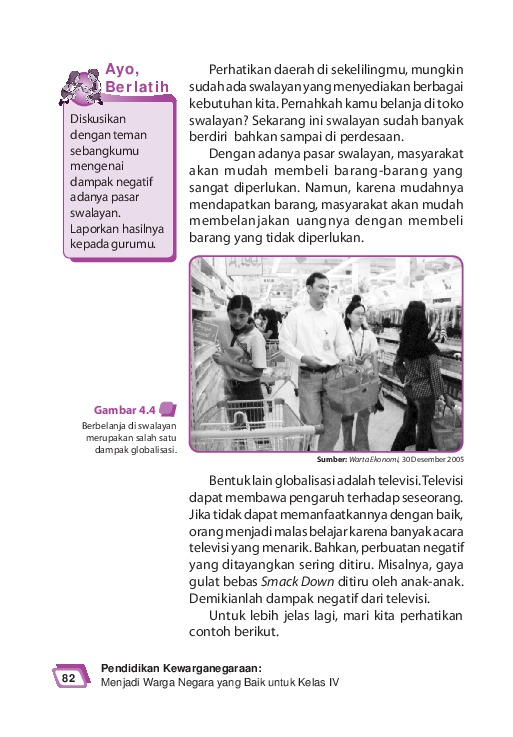 Ayo,
Berlatih
Diskusikan
dengan teman
sebangkumu
mengenai
dampak negatif
adanya pasar
swalayan.
Laporkan hasilnya
kepada gurumu.
Perhatikan daerah di sekelilingmu, mungkin
sudah ada swalayan yang menyediakan berbagai
kebutuhan kita. Pernahkah kamu belanja di toko
swalayan? Sekarang ini swalayan sudah banyak
berdiri bahkan sampai di perdesaan.
Dengan adanya pasar swalayan, masyarakat
akan mudah membeli barang-barang yang
sangat diperlukan. Namun, karena mudahnya
mendapatkan barang, masyarakat akan mudah
membelanjakan uangnya dengan membeli
barang yang tidak diperlukan.
Gambar 4.4
Berbelanja di swalayan
merupakan salah satu
dampak globalisasi.
Sumber: Warta Ekonomi, 30 Desember 2005
Bentuk lain globalisasi adalah televisi. Televisi
dapat membawa pengaruh terhadap seseorang.
Jika tidak dapat memanfaatkannya dengan baik,
orang menjadi malas belajar karena banyak acara
televisi yang menarik. Bahkan, perbuatan negatif
yang ditayangkan sering ditiru. Misalnya, gaya
gulat bebas Smack Down ditiru oleh anak-anak.
Demikianlah dampak negatif dari televisi.
Untuk lebih jelas lagi, mari kita perhatikan
contoh berikut.
82
Pendidikan Kewarganegaraan:
Menjadi Warga Negara yang Baik untuk Kelas IV